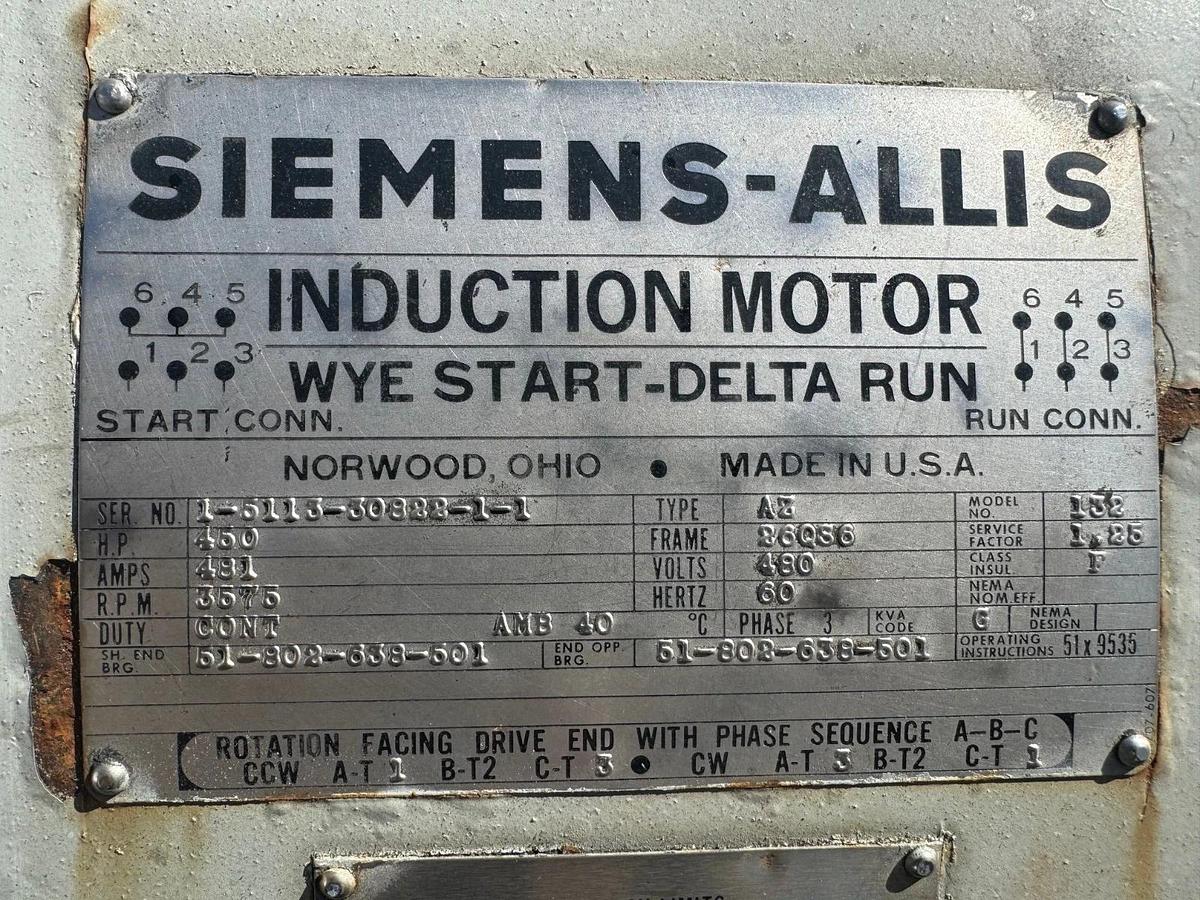 SIEMENS-ALLIS
6 4 5 INDUCTION MOTOR 6 4 5
1 2 3 WYE START-DELTA RUN 1 2 3
START CONN. RUN CONN.
NORWOOD, OHIO • MADE IN U.S.A.
SER. NO. 1-5113-30822-1-1 TYPE AZ MODEL NO. 132
H.P. 450 FRAME 26Q36 SERVICE FACTOR 1.25
AMPS 481 VOLTS 480 CLASS INSUL. F
R.P.M. 3575 HERTZ 60 NEMA NOM. EFF.
DUTY CONT AMB 40 °C PHASE 3 KVA CODE G NEMA DESIGN
SH. END BRG. 51-802-638-501 END OPP. BRG. 51-802-638-501 OPERATING INSTRUCTIONS 51x9535
ROTATION FACING DRIVE END WITH PHASE SEQUENCE A-B-C
CCW A-T 1 B-T2 C-T 3 • CW A-T 3 B-T2 C-T 1